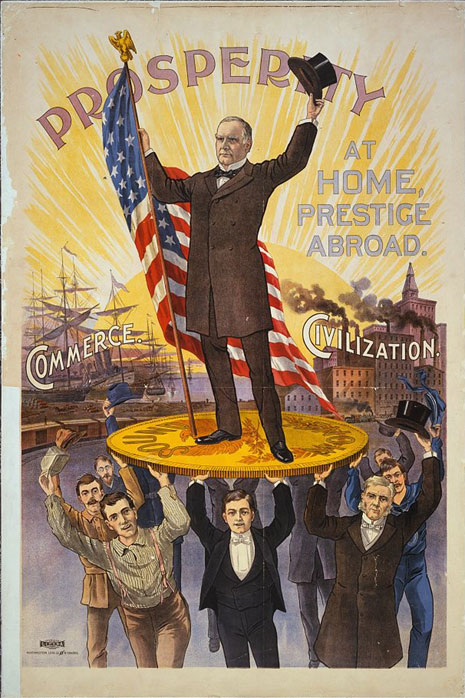 PROSPERITY
AT
HOME,
PRESTIGE
ABROAD.
COMMERCE.
CIVILIZATION.